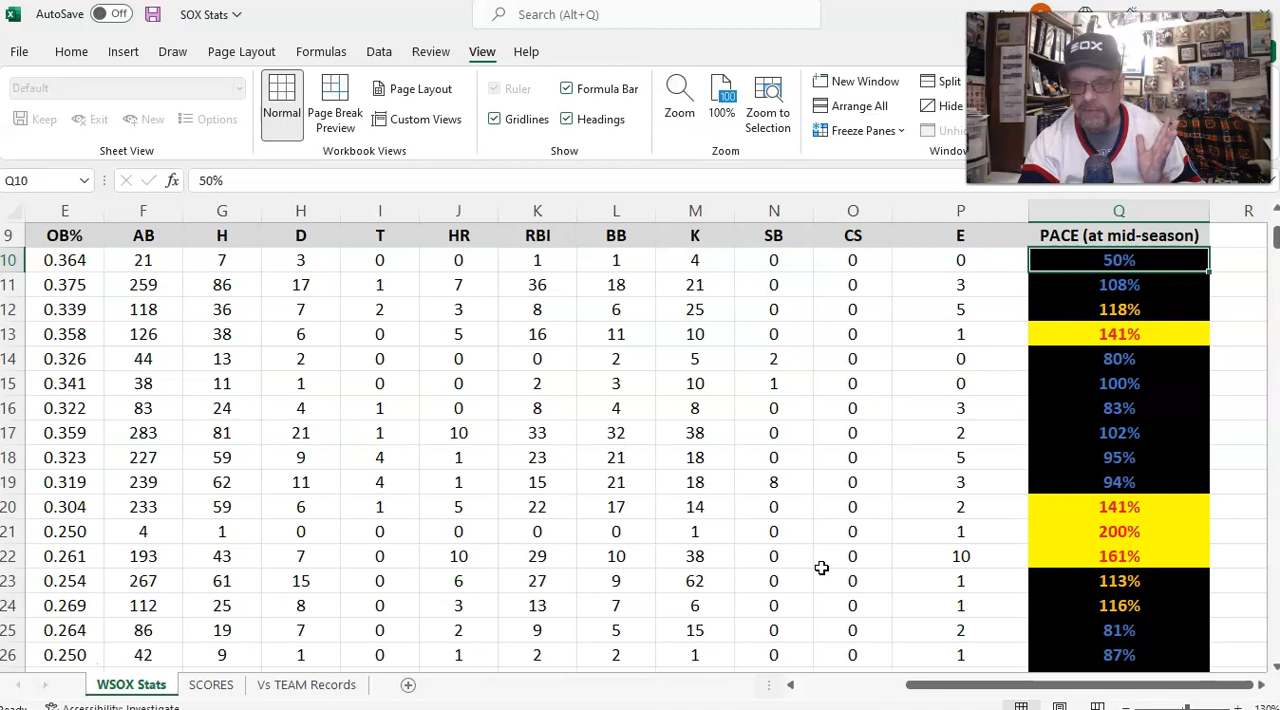 AutoSave Off SOX Stats Search (Alt+Q)
File Home Insert Draw Page Layout Formulas Data Review View Help
Default
Keep Exit New Options
Sheet View
Normal Page Break Preview Page Layout Custom Views
Workbook Views
Ruler Formula Bar
Gridlines Headings
Show
Zoom 100% Zoom to Selection
Zoom
New Window Split
Arrange All Hide
Freeze Panes Unhi
Window
SOX
Q10 fx 50%
E F G H I J K L M N O P Q R
9 OB% AB H D T HR RBI BB K SB CS E PACE (at mid-season)
10 0.364 21 7 3 0 0 1 1 4 0 0 0 50%
11 0.375 259 86 17 1 7 36 18 21 0 0 3 108%
12 0.339 118 36 7 2 3 8 6 25 0 0 5 118%
13 0.358 126 38 6 0 5 16 11 10 0 0 1 141%
14 0.326 44 13 2 0 0 0 2 5 2 0 0 80%
15 0.341 38 11 1 0 0 2 3 10 1 0 0 100%
16 0.322 83 24 4 1 0 8 4 8 0 0 3 83%
17 0.359 283 81 21 1 10 33 32 38 0 0 2 102%
18 0.323 227 59 9 4 1 23 21 18 0 0 5 95%
19 0.319 239 62 11 4 1 15 21 18 8 0 3 94%
20 0.304 233 59 6 1 5 22 17 14 0 0 2 141%
21 0.250 4 1 0 0 0 0 0 1 0 0 1 200%
22 0.261 193 43 7 0 10 29 10 38 0 0 10 161%
23 0.254 267 61 15 0 6 27 9 62 0 0 1 113%
24 0.269 112 25 8 0 3 13 7 6 0 0 1 116%
25 0.264 86 19 7 0 2 9 5 15 0 0 2 81%
26 0.250 42 9 1 0 1 2 2 1 0 0 1 87%
WSOX Stats SCORES Vs TEAM Records
Ready Accessibility: Investigate 130%